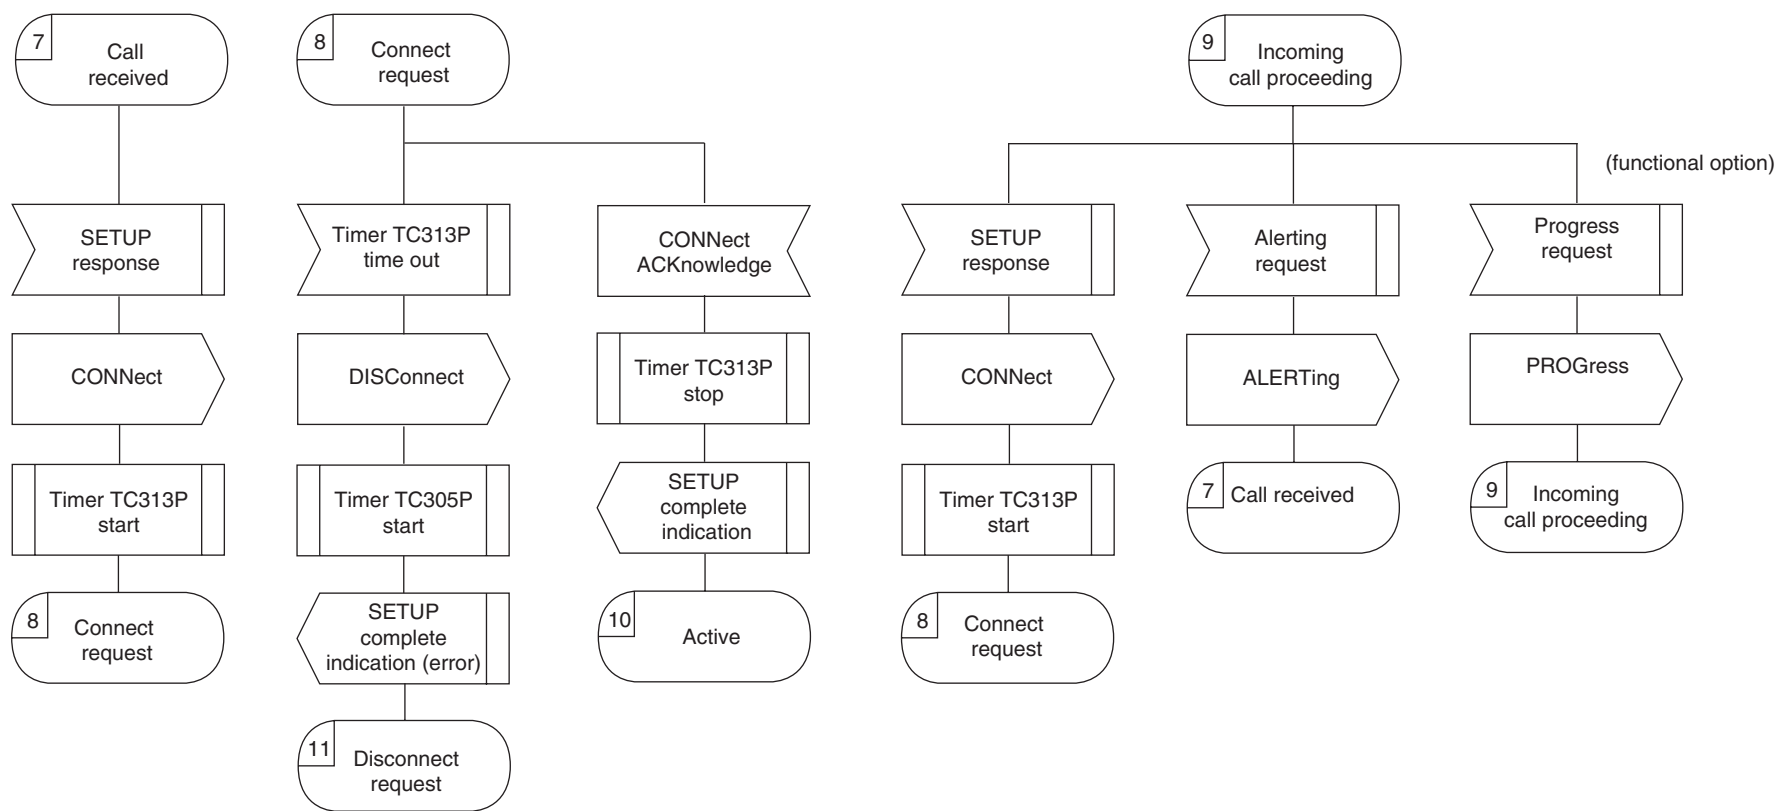 7
Call
received
SETUP
response
CONNect
Timer TC313P
start
8
Connect
request
8
Connect
request
Timer TC313P
time out
DISConnect
Timer TC305P
start
SETUP
complete
indication (error)
11
Disconnect
request
CONNect
ACKnowledge
Timer TC313P
stop
SETUP
complete
indication
10
Active
9
Incoming
call proceeding
SETUP
response
CONNect
Timer TC313P
start
8
Connect
request
Alerting
request
ALERTing
7
Call received
(functional option)
Progress
request
PROGress
9
Incoming
call proceeding